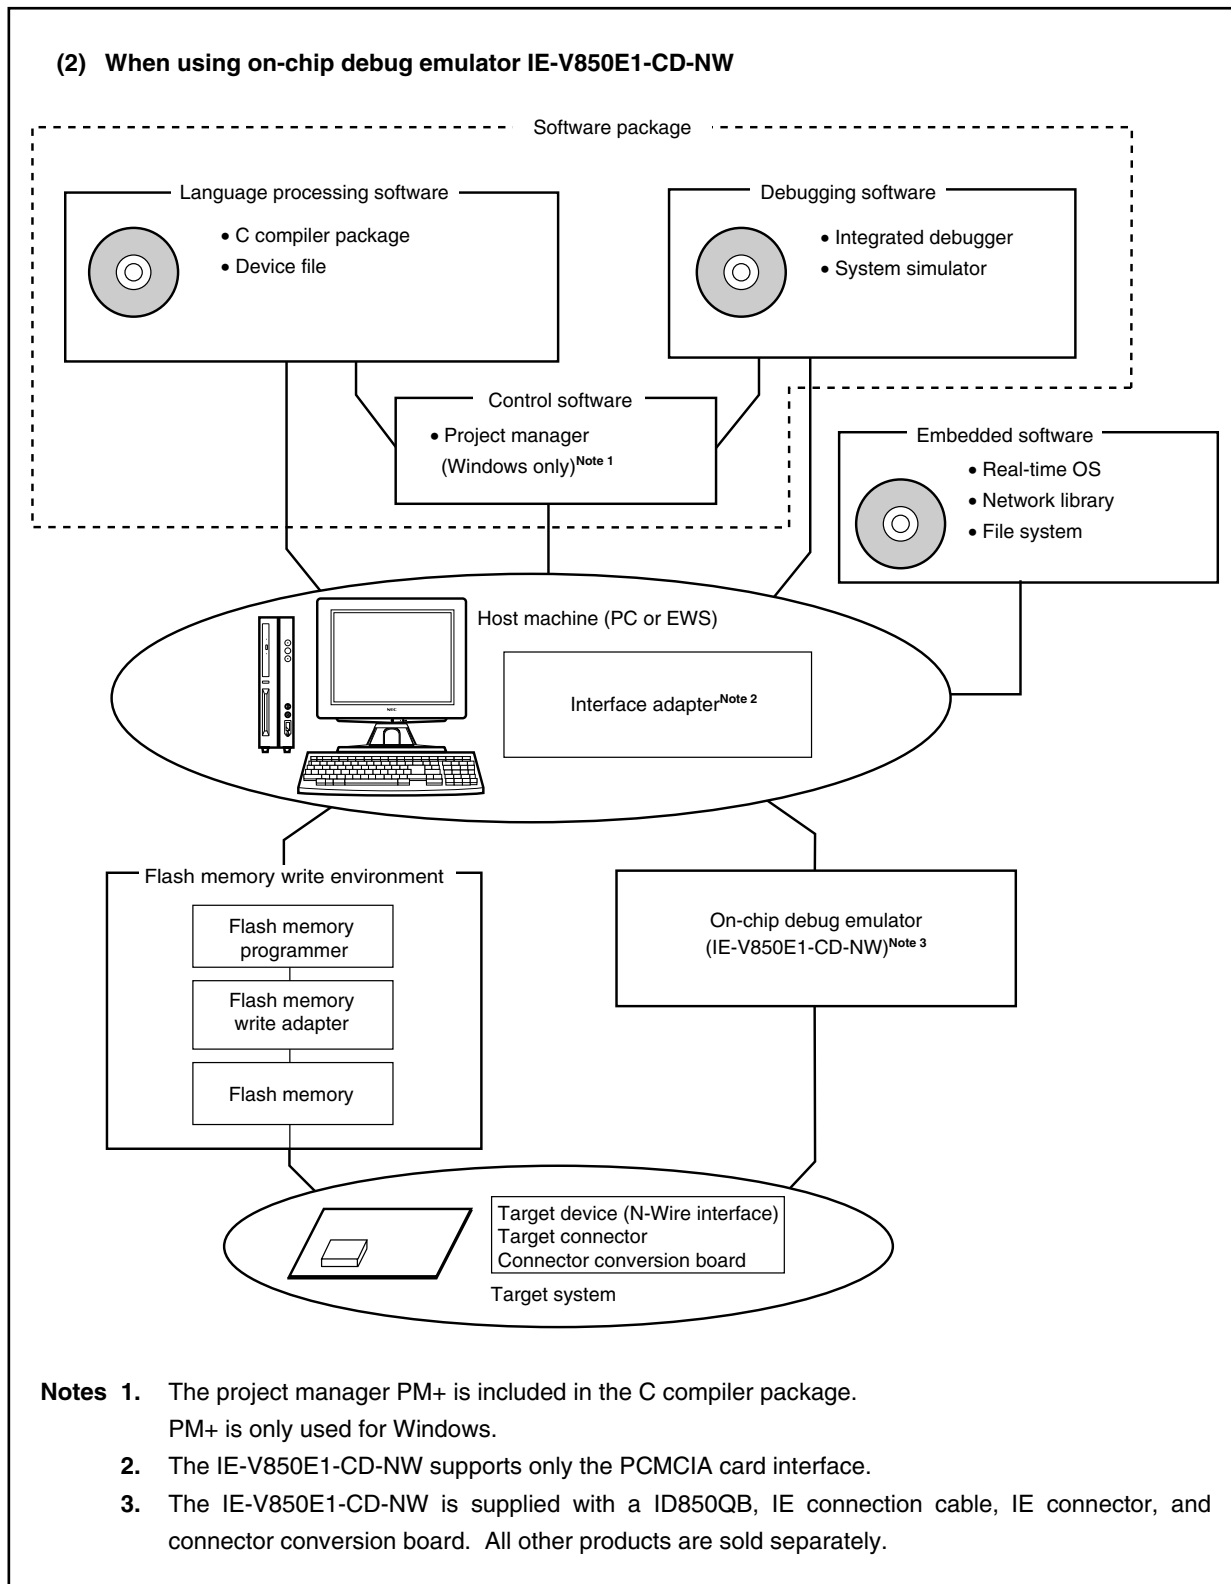 (2) When using on-chip debug emulator IE-V850E1-CD-NW
Software package
Language processing software
• C compiler package
• Device file
Debugging software
• Integrated debugger
• System simulator
Control software
• Project manager
(Windows only)Note 1
Embedded software
• Real-time OS
• Network library
• File system
Host machine (PC or EWS)
NEC
Interface adapterNote 2
Flash memory write environment
Flash memory
programmer
Flash memory
write adapter
Flash memory
On-chip debug emulator
(IE-V850E1-CD-NW)Note 3
Target device (N-Wire interface)
Target connector
Connector conversion board
Target system
Notes 1. The project manager PM+ is included in the C compiler package.
PM+ is only used for Windows.
2. The IE-V850E1-CD-NW supports only the PCMCIA card interface.
3. The IE-V850E1-CD-NW is supplied with a ID850QB, IE connection cable, IE connector, and
connector conversion board. All other products are sold separately.